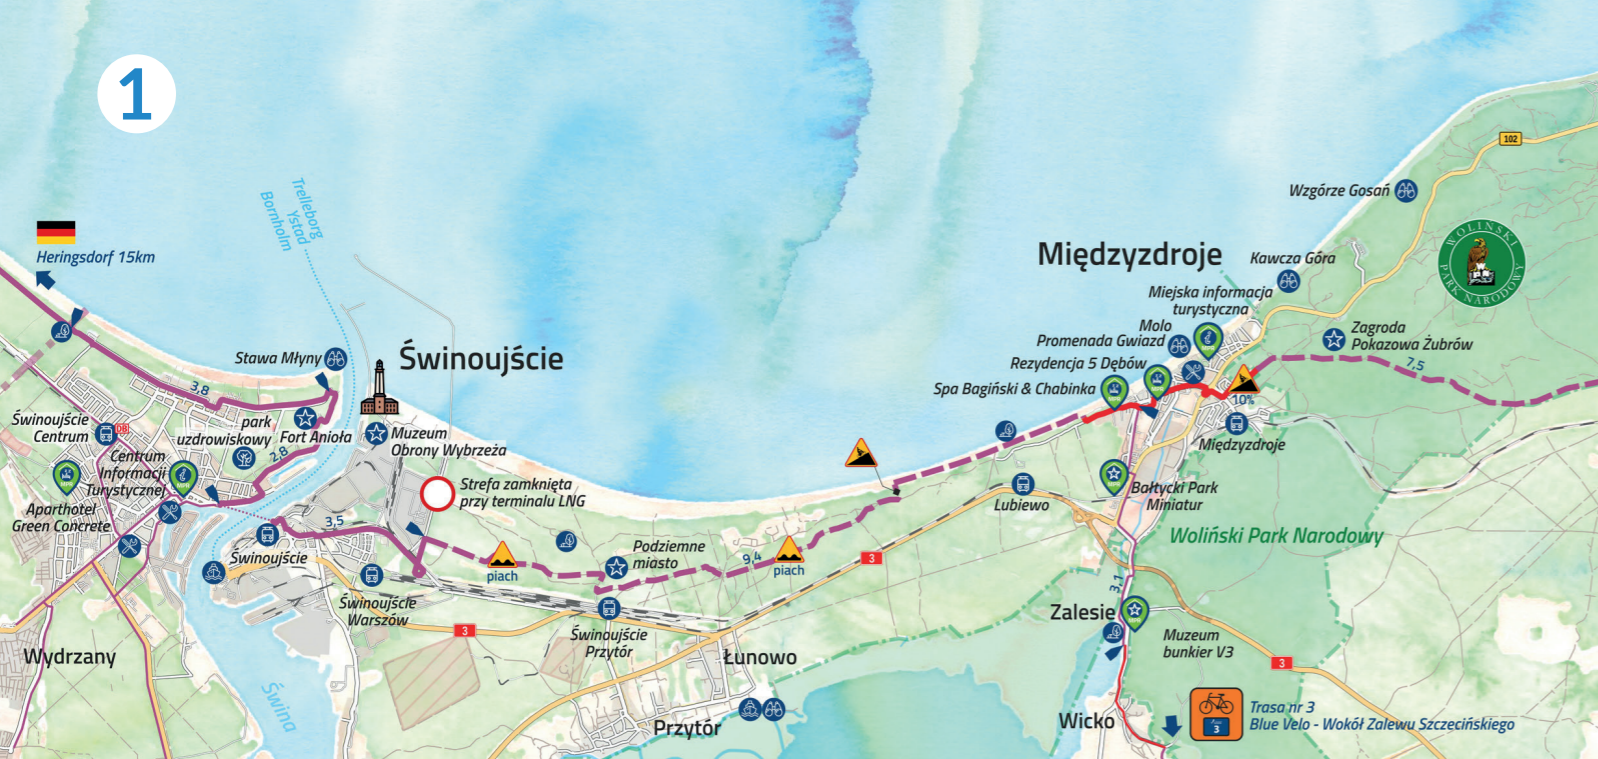 1
Trelleborg
Ystad
Bornholm
Heringsdorf 15km
102
Wzgórze Gosań
WOLIŃSKI
PARK NARODOWY
Międzyzdroje
Kawcza Góra
Miejska informacja
turystyczna
Molo
Promenada Gwiazd
Rezydencja 5 Dębów
Spa Bagiński & Chabinka
Zagroda
Pokazowa Żubrów
7,5
10%
Międzyzdroje
Stawa Młyny
Świnoujście
3,8
Świnoujście
Centrum
DB
park
uzdrowiskowy
Fort Anioła
2,8
Muzeum
Obrony Wybrzeża
Centrum
Informacji
Turystycznej
Aparthotel
Green Concrete
Strefa zamknięta
przy terminalu LNG
3,5
Świnoujście
piach
Podziemne
miasto
9,4
piach
3
Lubiewo
Bałtycki Park
Miniatur
Woliński Park Narodowy
3,1
Świnoujście
Warszów
3
Świnoujście
Przytór
Wydrzany
Świna
Łunowo
Przytór
Zalesie
Muzeum
bunkier V3
3
Wicko
3
Trasa nr 3
Blue Velo - Wokół Zalewu Szczecińskiego